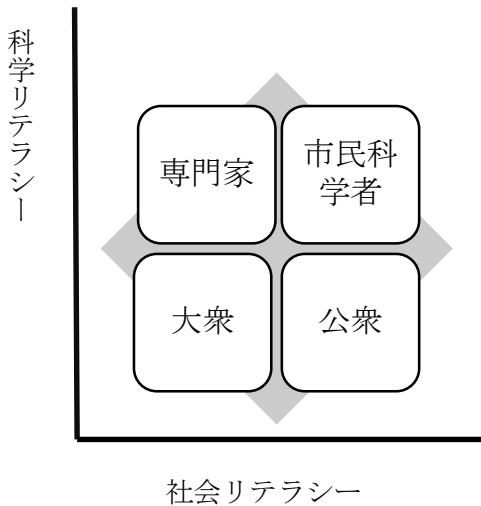 科学リテラシー
専門家
市民科
学者
大衆
公衆
社会リテラシー